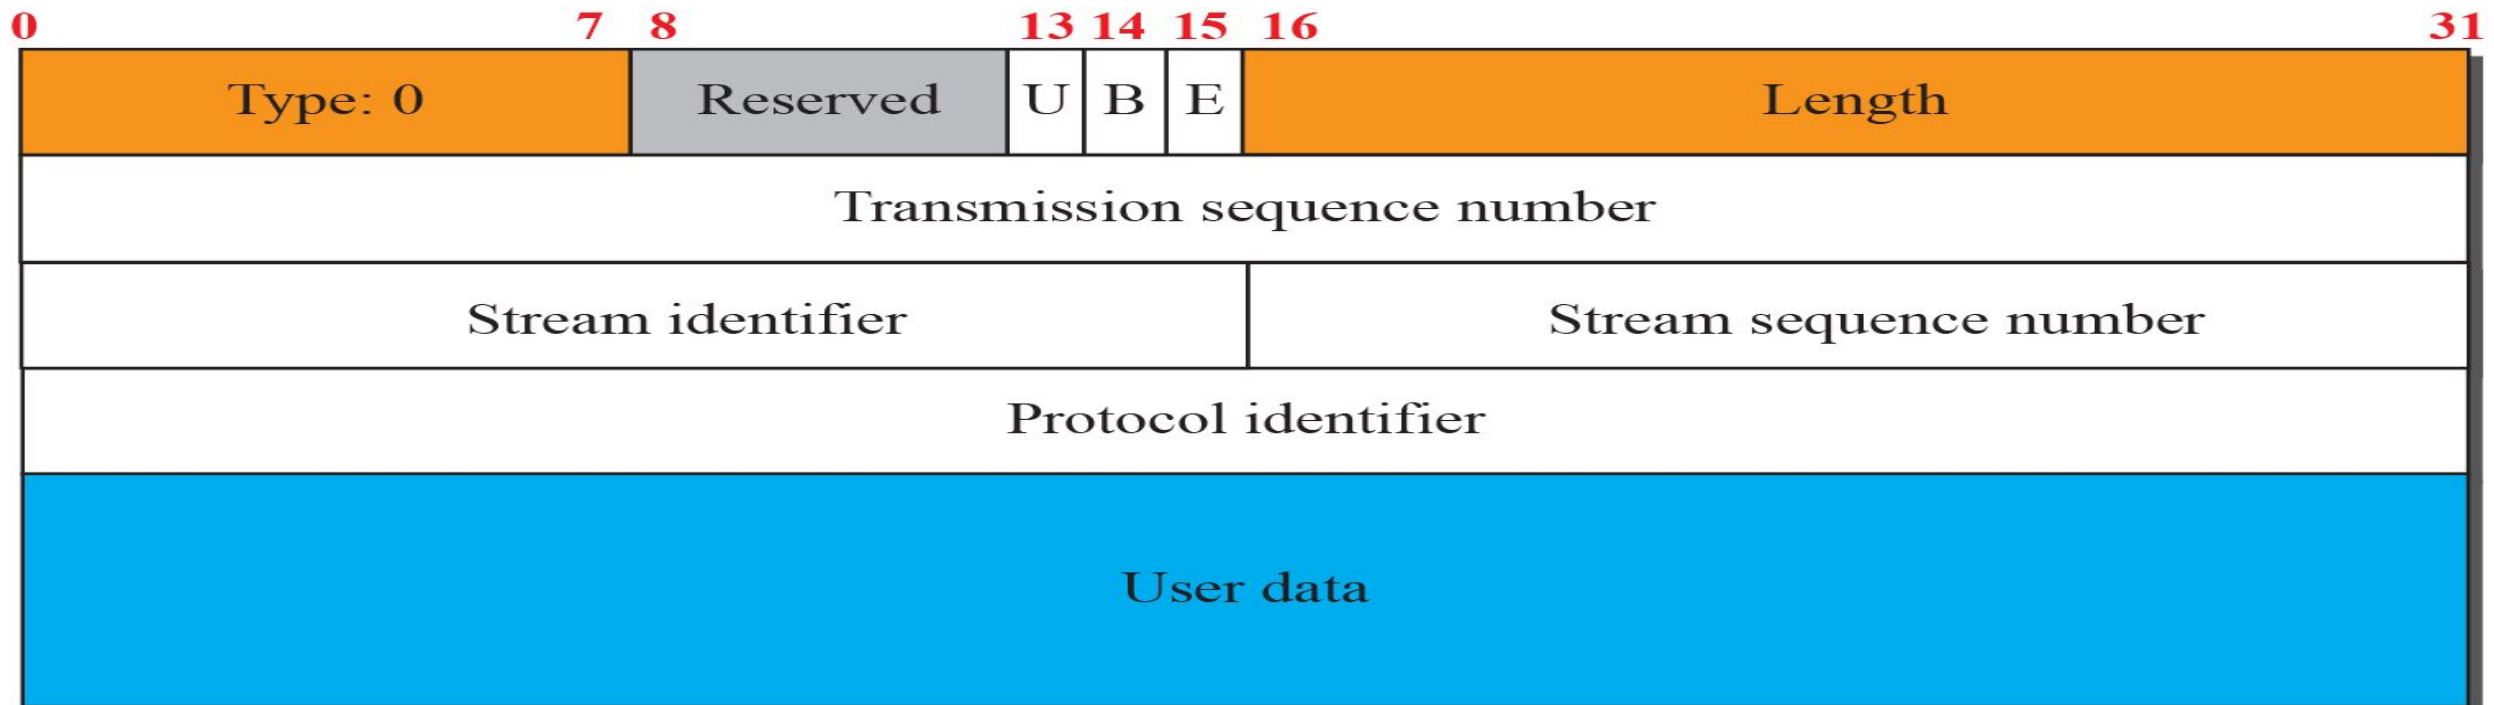 0 7 8 13 14 15 16 31
Type: 0 Reserved U B E Length
Transmission sequence number
Stream identifier Stream sequence number
Protocol identifier
User data